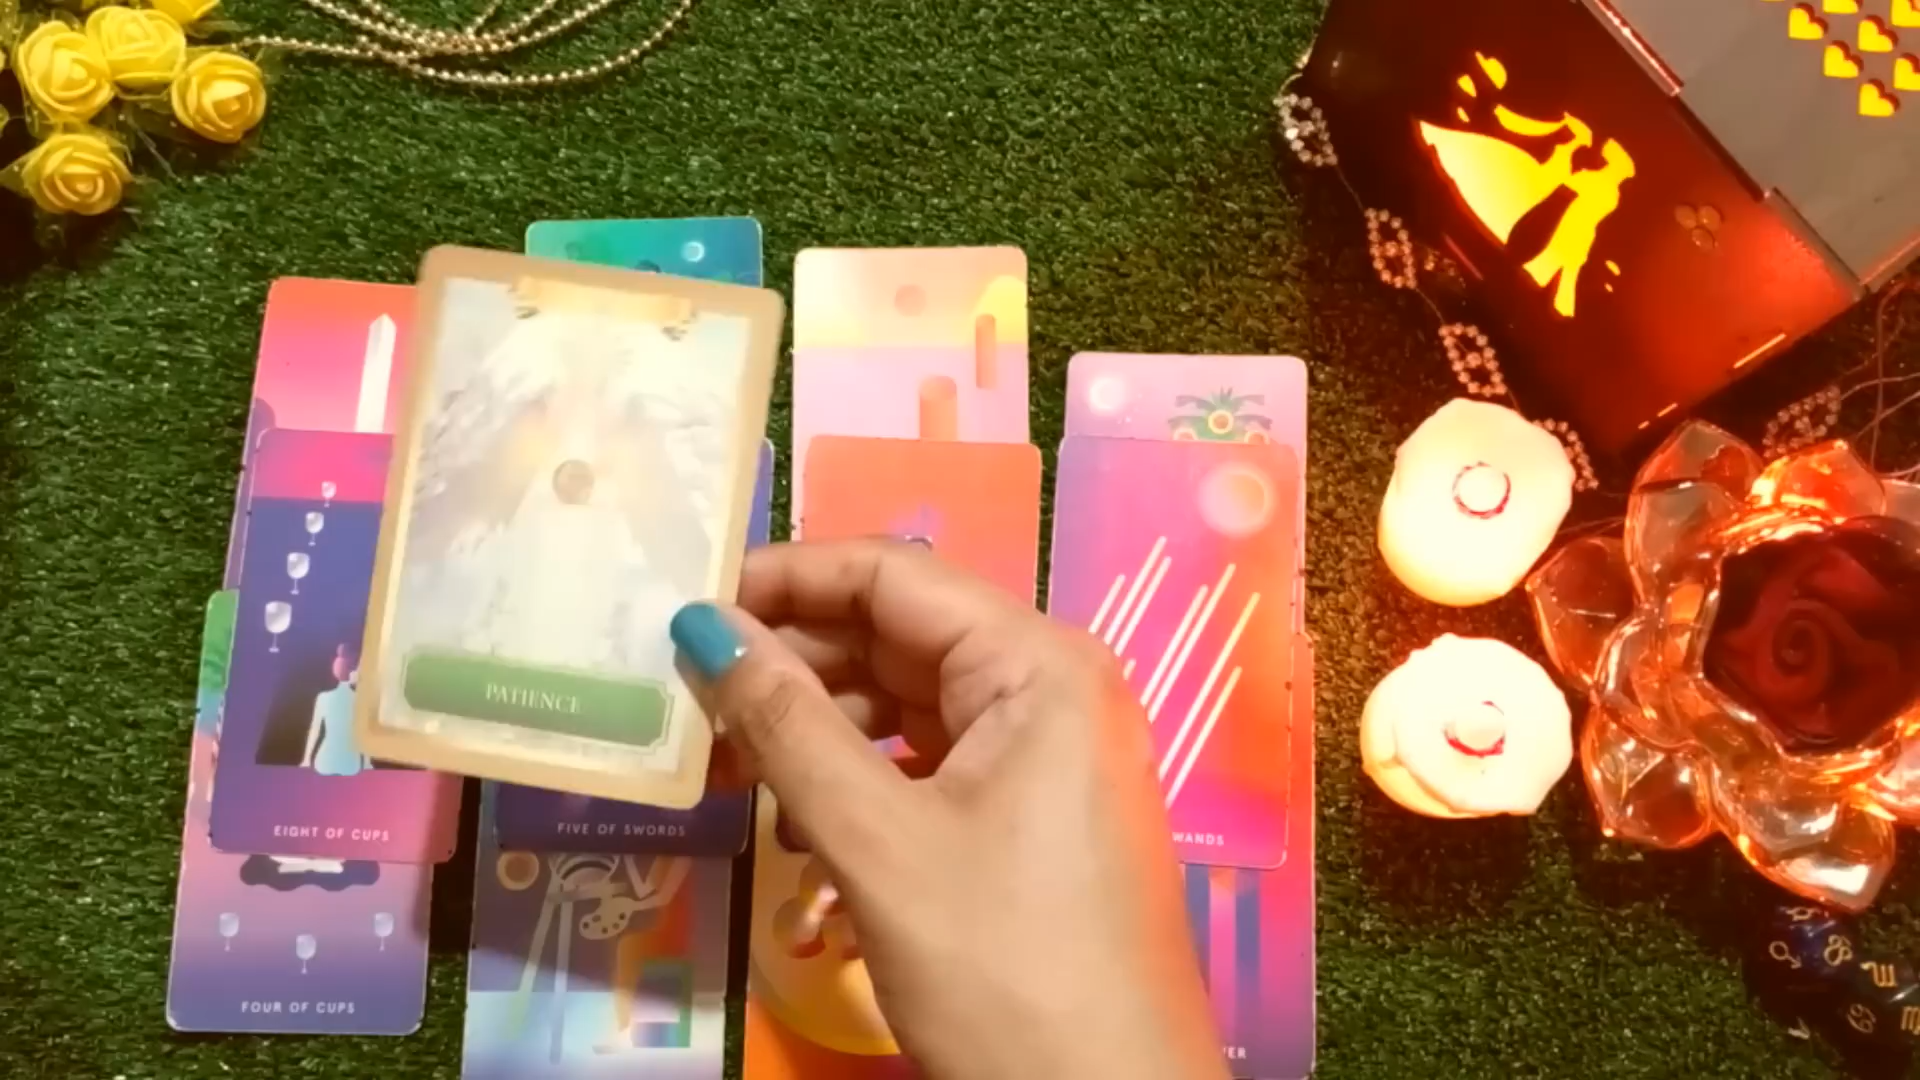 PATIENCE
EIGHT OF CUPS
FIVE OF SWORDS
WANDS
FOUR OF CUPS